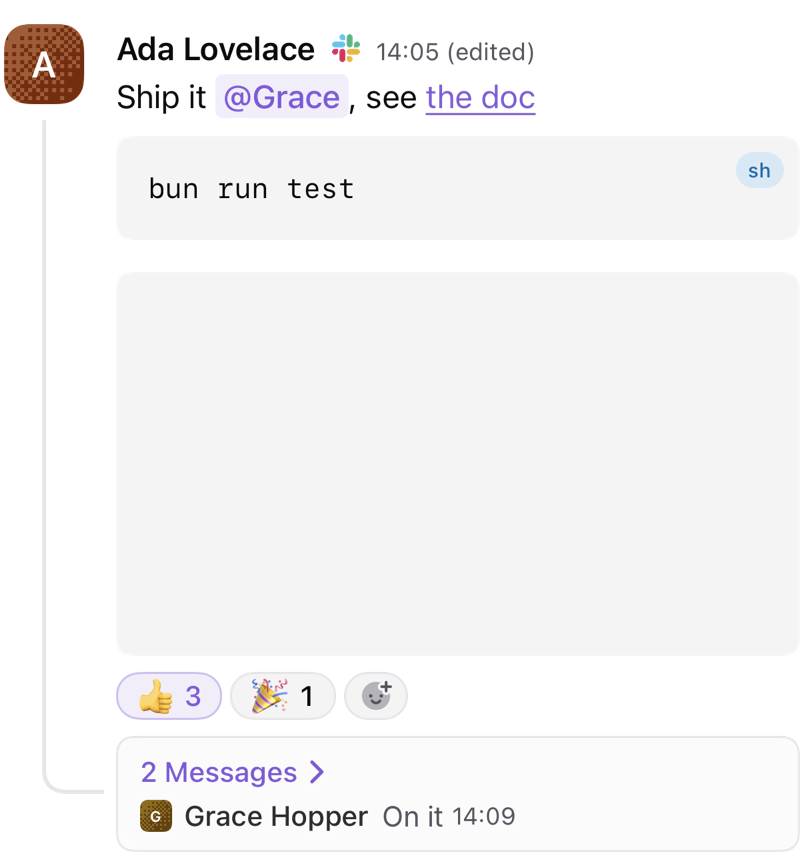 A
Ada Lovelace 14:05 (edited)
Ship it @Grace, see the doc
sh
bun run test
👍 3 🎉 1
2 Messages
G Grace Hopper On it 14:09